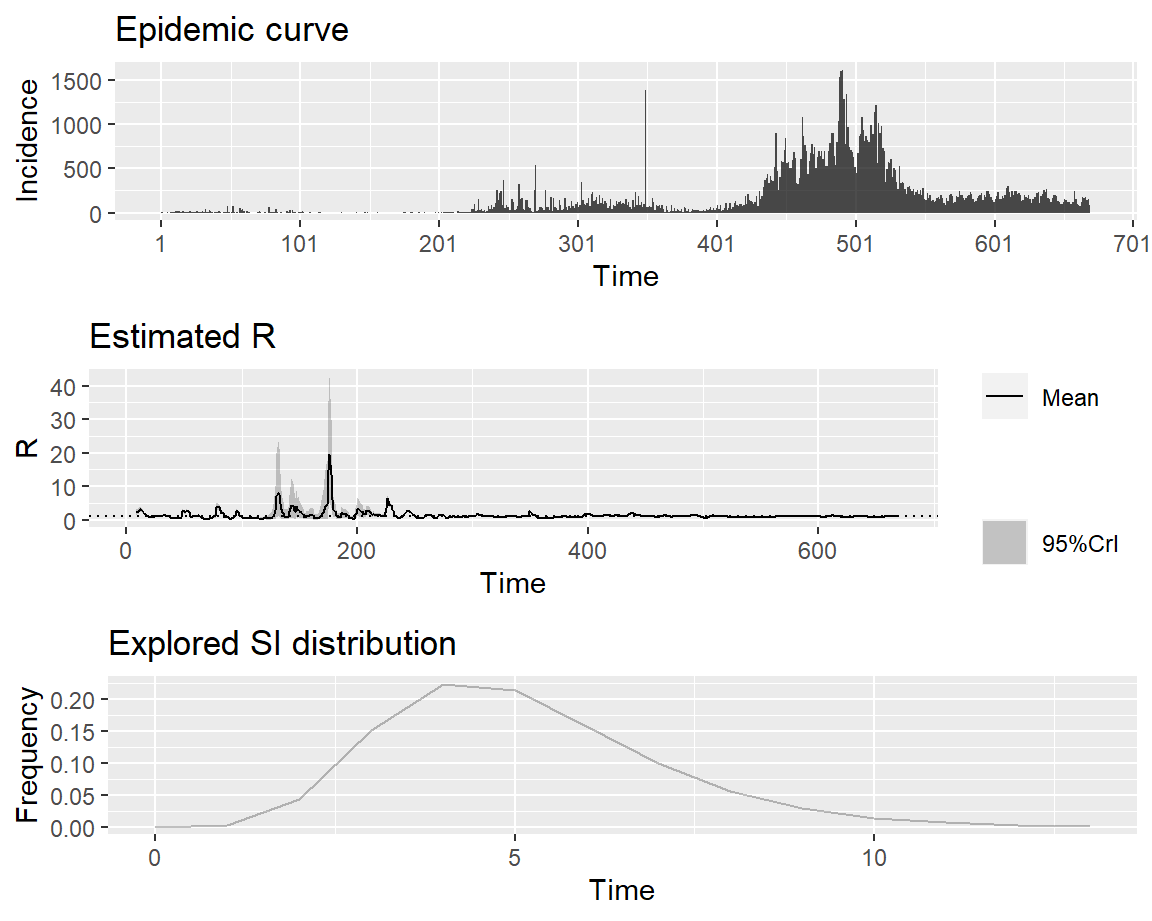 Epidemic curve
Incidence
1500
1000
500
0
1 101 201 301 401 501 601 701
Time
Estimated R
R
40
30
20
10
0
0 200 400 600
Time
Mean
95%CrI
Explored SI distribution
Frequency
0.20
0.15
0.10
0.05
0.00
0 5 10
Time